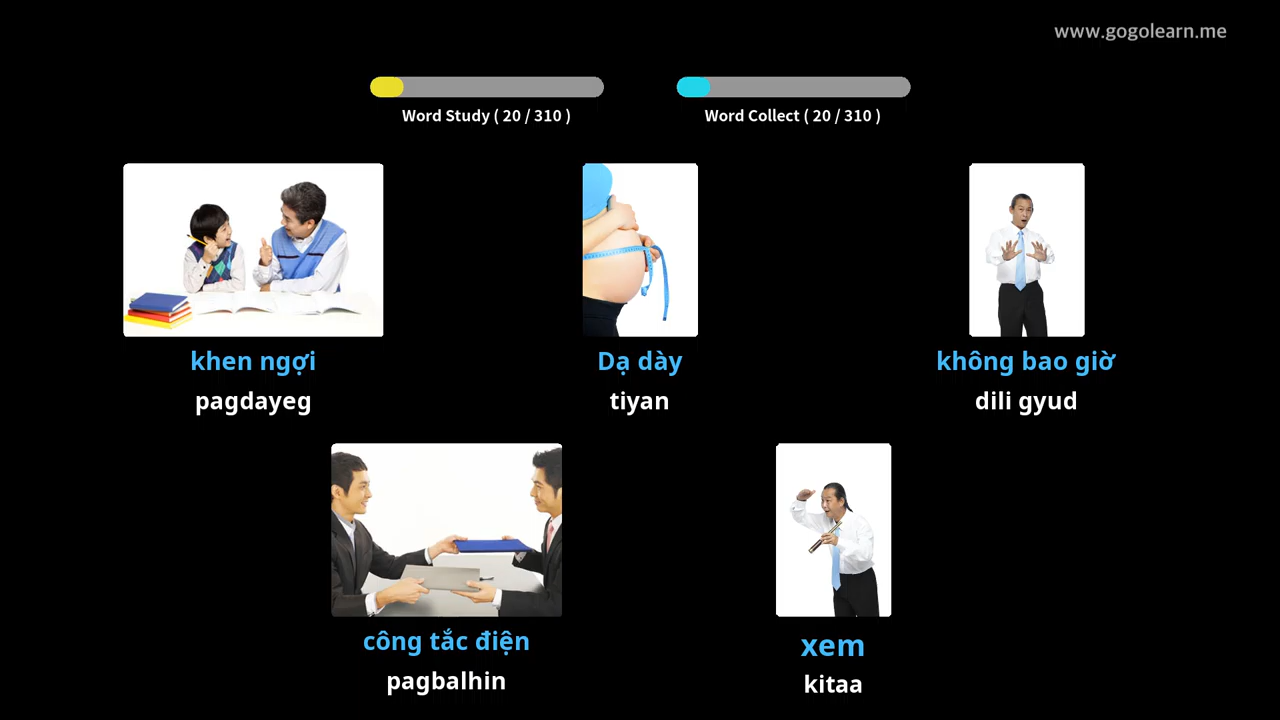 www.gogolearn.me
Word Study ( 20 / 310 )
Word Collect ( 20 / 310 )
khen ngợi
pagdayeg
Dạ dày
tiyan
không bao giờ
dili gyud
công tắc điện
pagbalhin
xem
kitaa